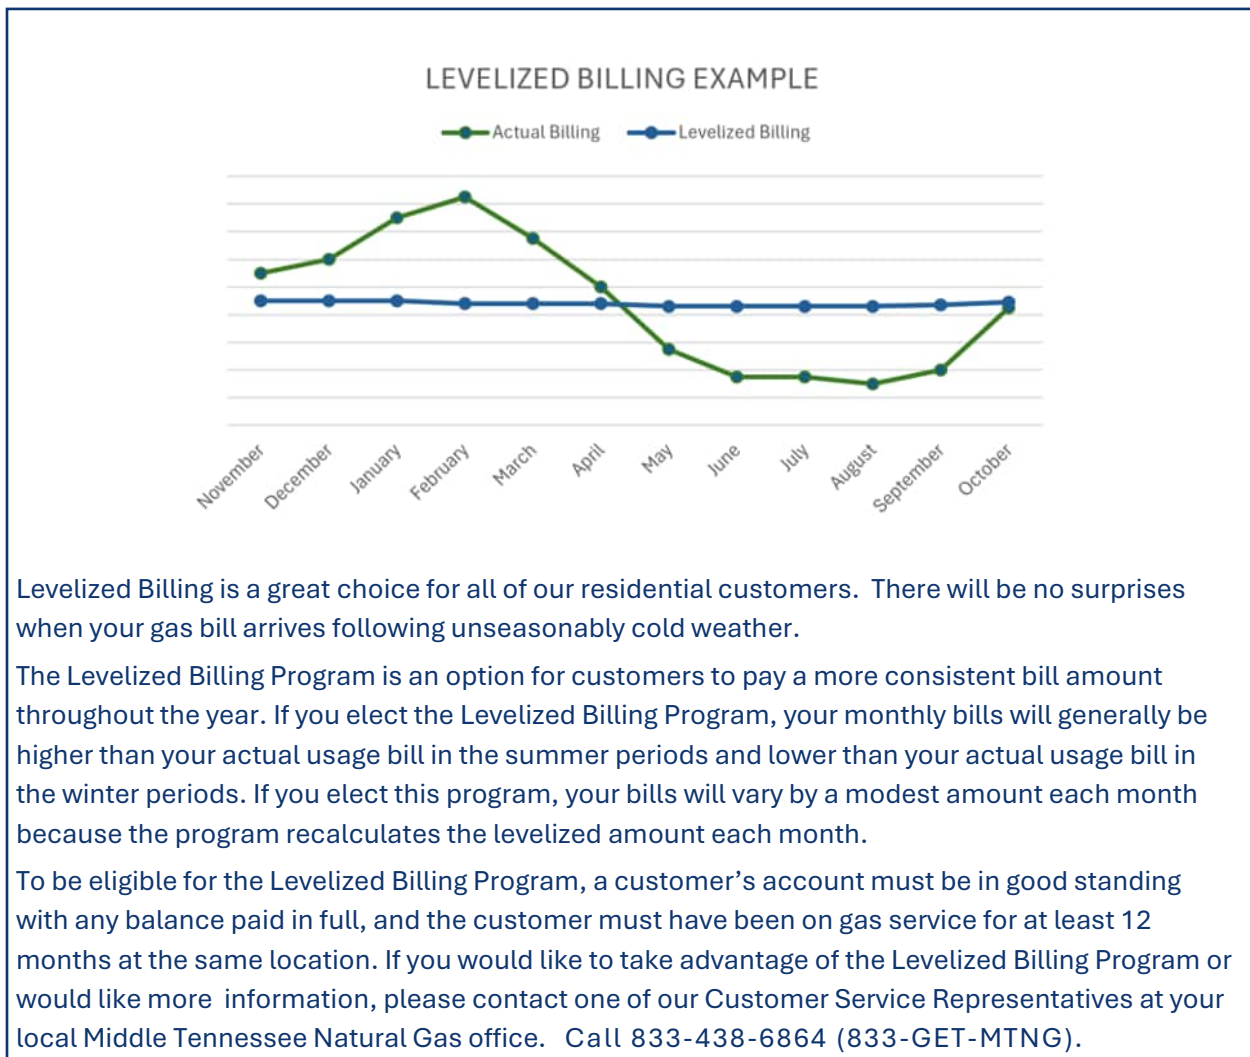 LEVELIZED BILLING EXAMPLE
Actual Billing Levelized Billing
November December January February March April May June July August September October
Levelized Billing is a great choice for all of our residential customers.  There will be no surprises
when your gas bill arrives following unseasonably cold weather.
The Levelized Billing Program is an option for customers to pay a more consistent bill amount
throughout the year. If you elect the Levelized Billing Program, your monthly bills will generally be
higher than your actual usage bill in the summer periods and lower than your actual usage bill in
the winter periods. If you elect this program, your bills will vary by a modest amount each month
because the program recalculates the levelized amount each month.
To be eligible for the Levelized Billing Program, a customer’s account must be in good standing
with any balance paid in full, and the customer must have been on gas service for at least 12
months at the same location. If you would like to take advantage of the Levelized Billing Program or
would like more  information, please contact one of our Customer Service Representatives at your
local Middle Tennessee Natural Gas office.   Call 833-438-6864 (833-GET-MTNG).